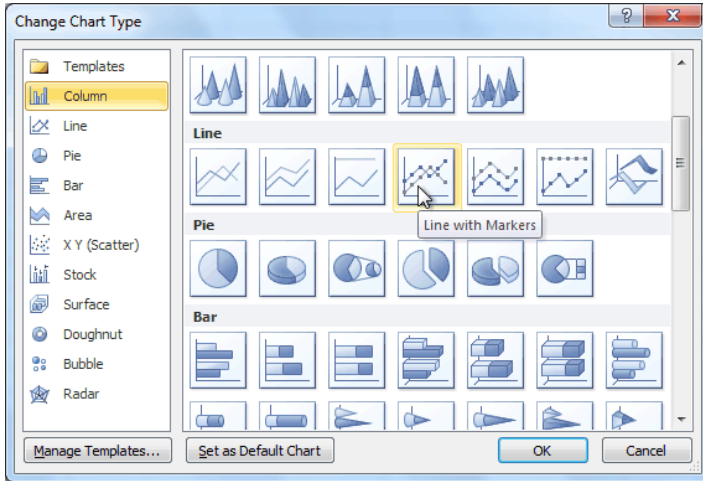 Change Chart Type
Templates
Column
Line
Pie
Bar
Area
X Y (Scatter)
Stock
Surface
Doughnut
Bubble
Radar
Line
Line with Markers
Pie
Bar
Manage Templates...
Set as Default Chart
OK
Cancel